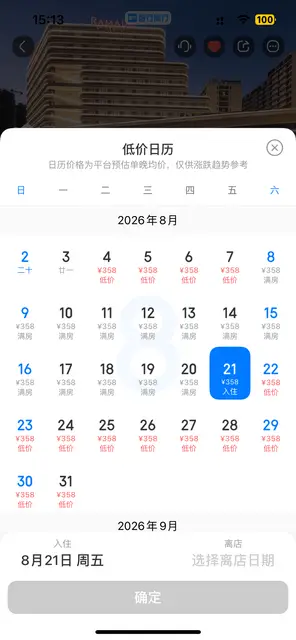 15:13
RAMA
100
低价日历
日历价格为平台预估单晚均价，仅供涨跌趋势参考
日 一 二 三 四 五 六
2026年8月
2 3 4 5 6 7 8
二十 廿一 ¥358 ¥358 ¥358 ¥358 ¥358
低价 低价 低价 低价 满房
9 10 11 12 13 14 15
¥358 ¥358 ¥358 ¥358 ¥358 ¥358 ¥358
满房 满房 满房 满房 满房 满房 满房
16 17 18 19 20 21 22
¥358 ¥358 ¥358 ¥358 ¥358 ¥358 ¥358
满房 满房 满房 满房 满房 入住 低价
23 24 25 26 27 28 29
¥358 ¥358 ¥358 ¥358 ¥358 ¥358 ¥358
低价 低价 低价 低价 低价 低价 低价
30 31
¥358 ¥358
低价 低价
8
2026年9月
入住 离店
8月21日 周五 选择离店日期
确定